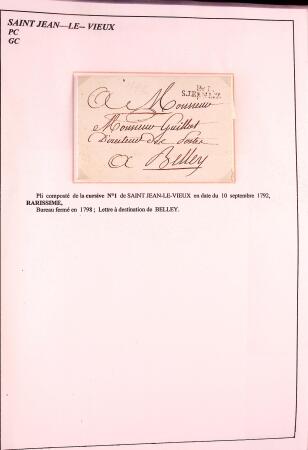 SAINT JEAN—LE– VIEUX
PC
GC
A Monsieur
Monsieur Guillot
Directeur des Postes
A Belley
Pli composé de la cursive N°1 de SAINT JEAN-LE-VIEUX en date du 10 septembre 1792,
RARISSIME,
Bureau fermé en 1798 ; Lettre à destination de BELLEY.